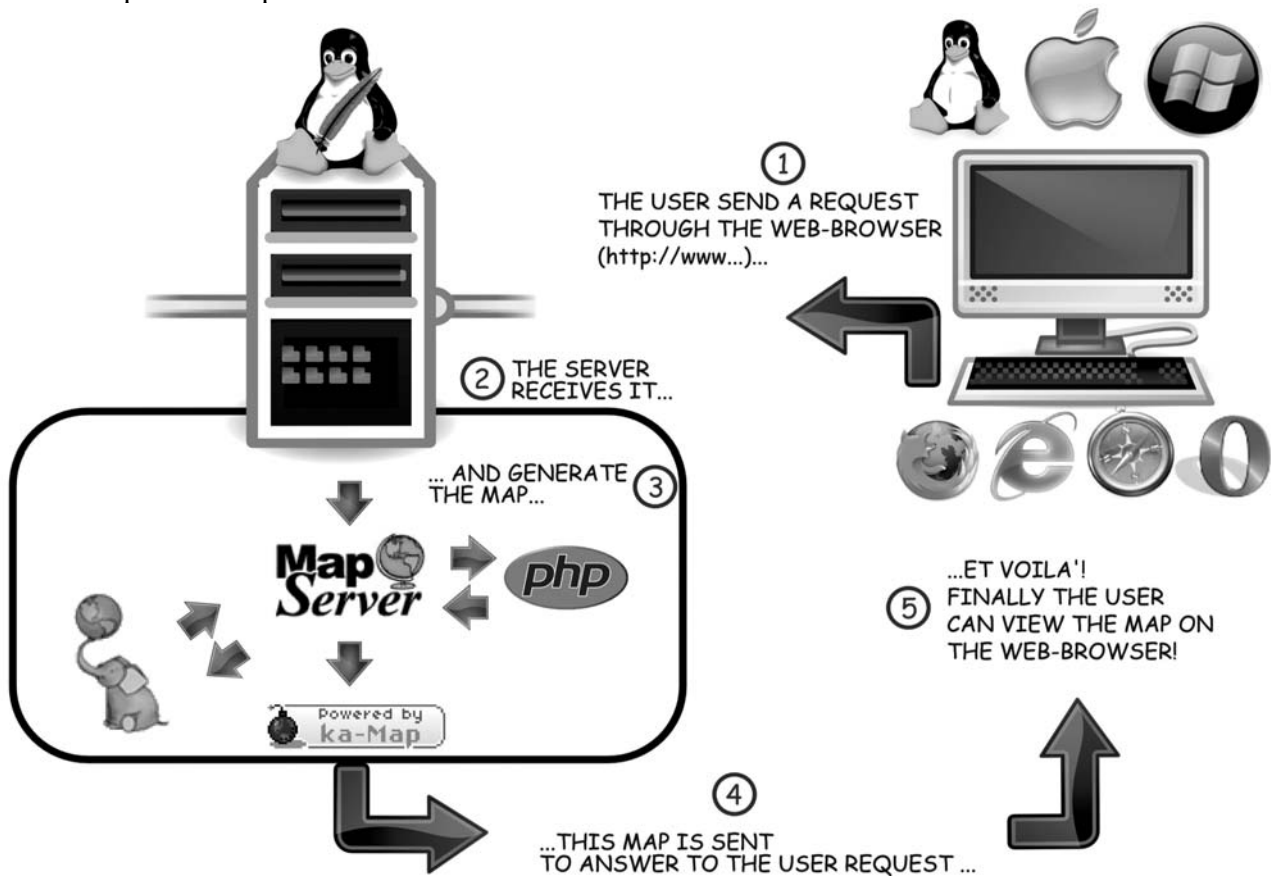 1
THE USER SEND A REQUEST
THROUGH THE WEB-BROWSER
(http://www...)...
2
THE SERVER
RECEIVES IT...
... AND GENERATE
THE MAP...
3
Map
Server
php
Powered by
ka-Map
4
...THIS MAP IS SENT
TO ANSWER TO THE USER REQUEST ...
5
...ET VOILA'!
FINALLY THE USER
CAN VIEW THE MAP ON
THE WEB-BROWSER!